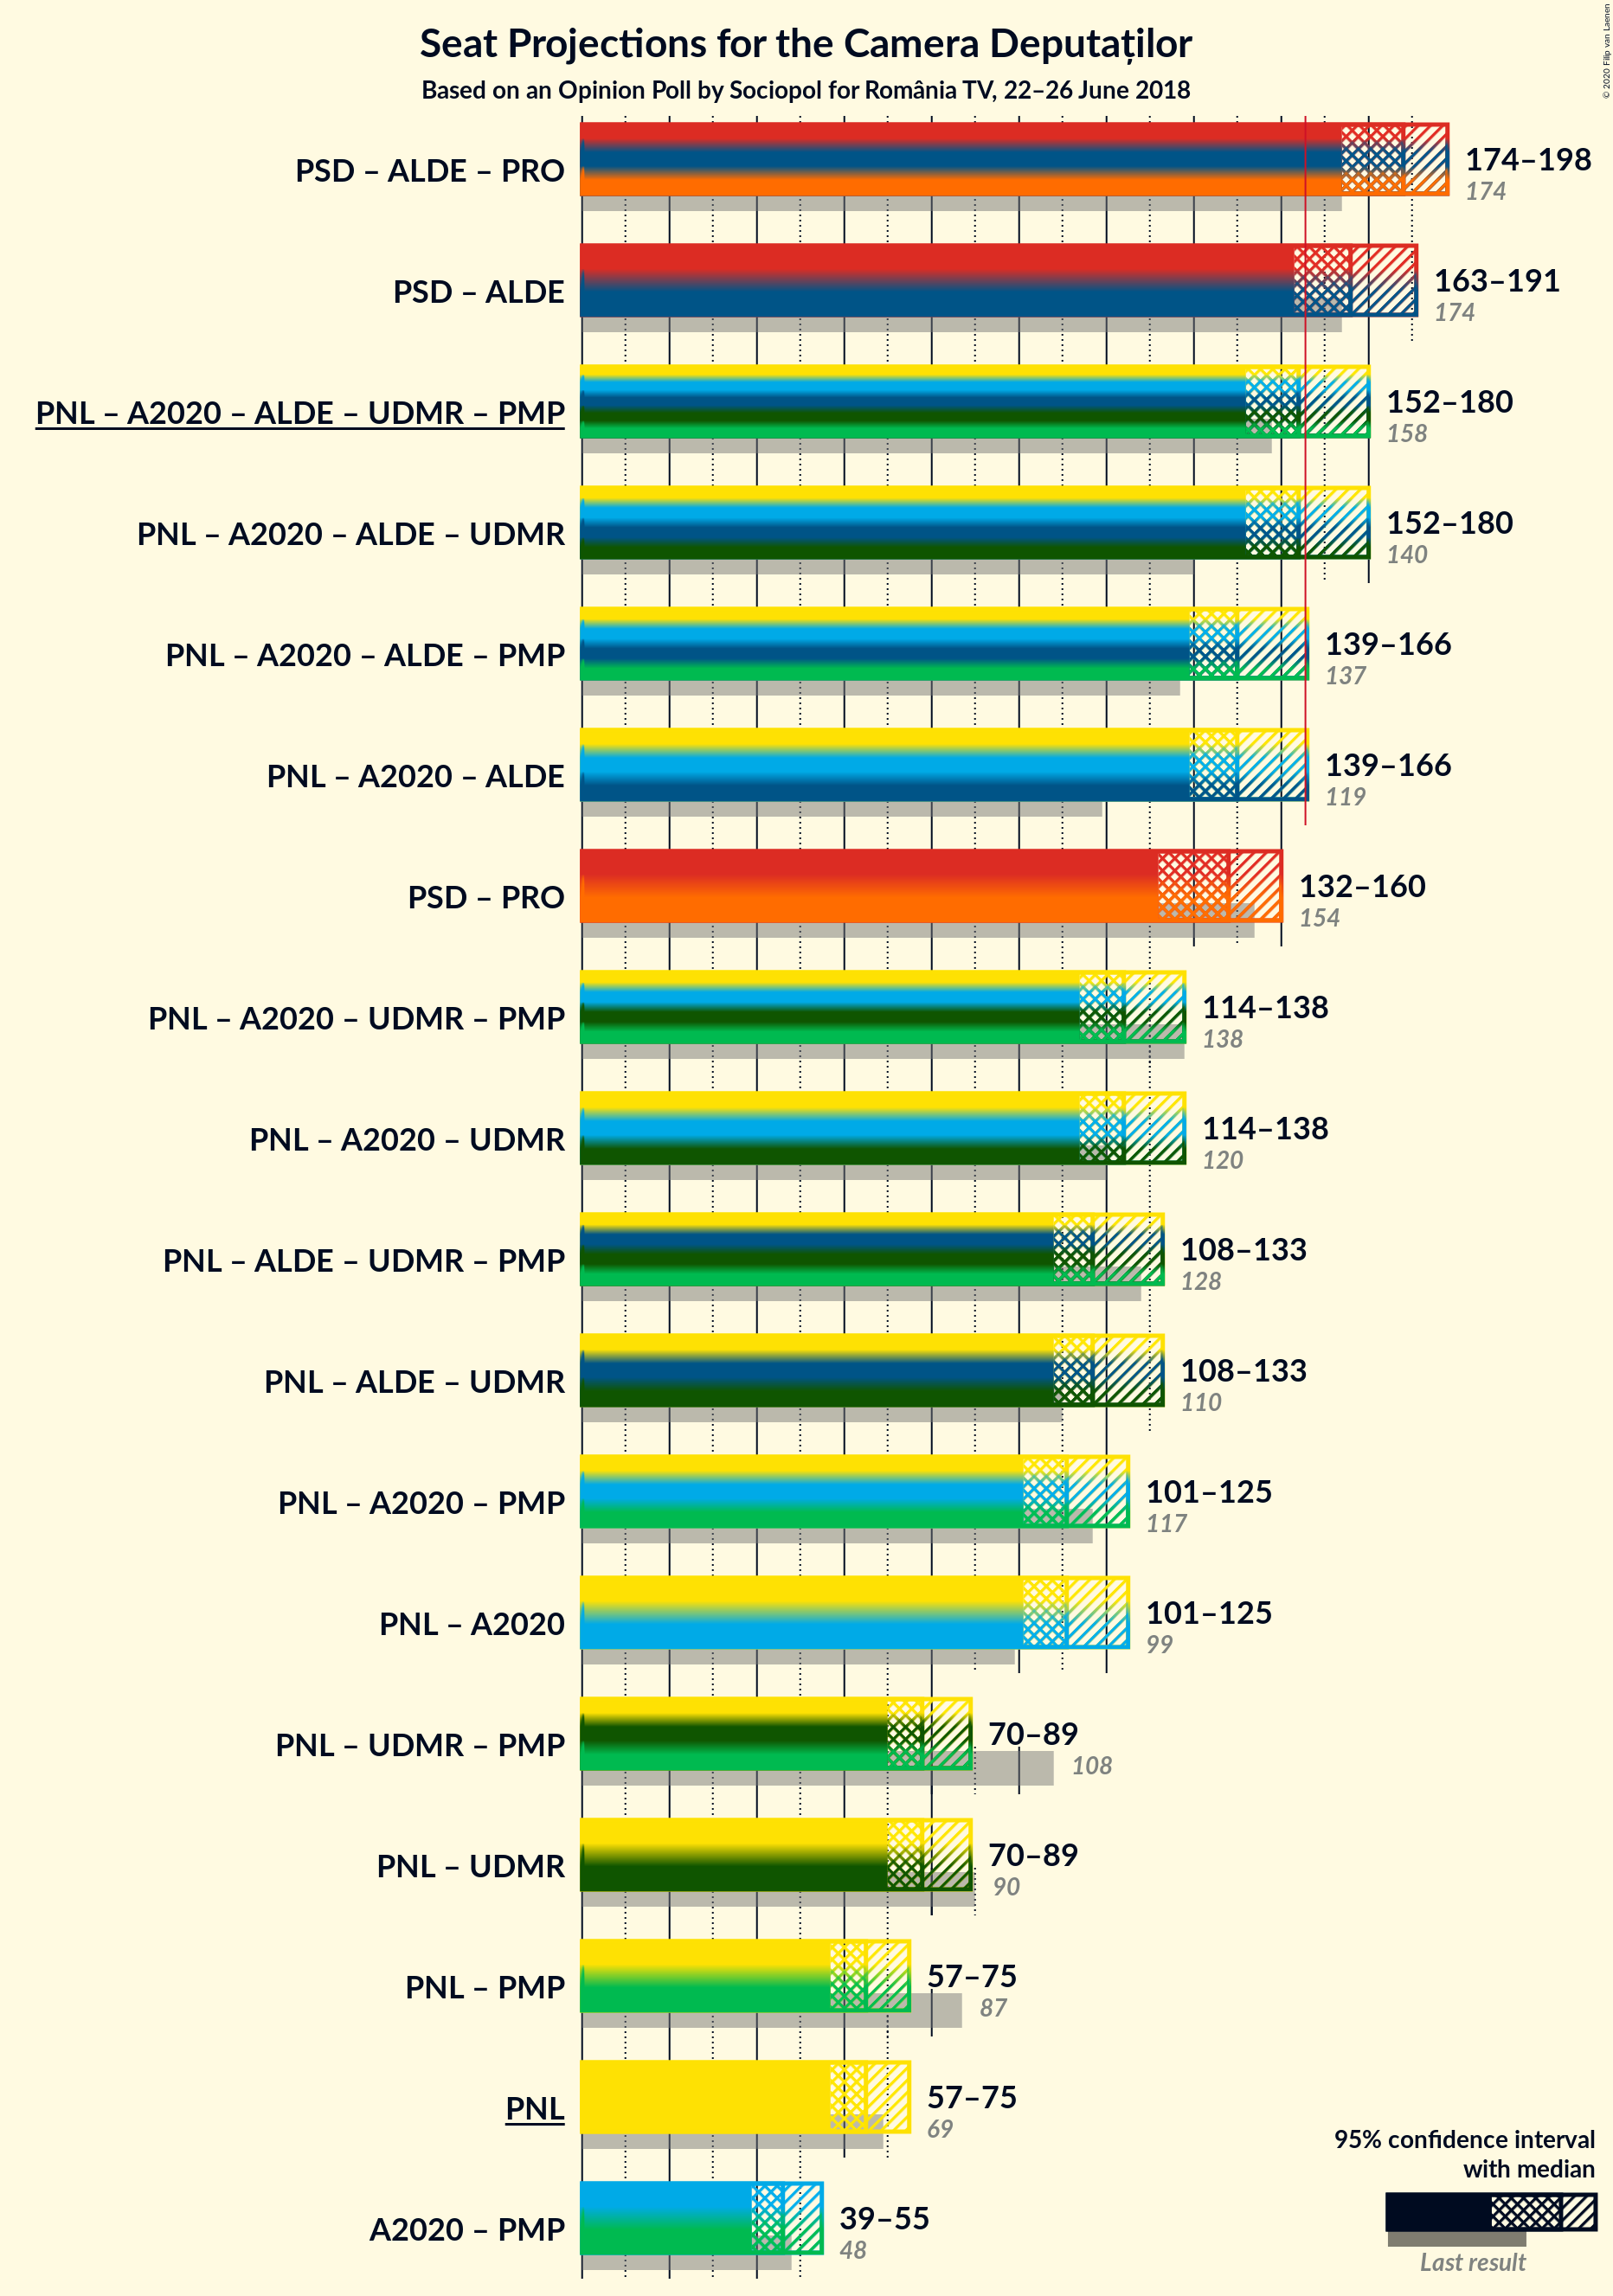 Seat Projections for the Camera Deputaților
Based on an Opinion Poll by Sociopol for România TV, 22–26 June 2018
© 2020 Filip van Laenen
PSD – ALDE – PRO
174–198
174
PSD – ALDE
163–191
174
PNL – A2020 – ALDE – UDMR – PMP
152–180
158
PNL – A2020 – ALDE – UDMR
152–180
140
PNL – A2020 – ALDE – PMP
139–166
137
PNL – A2020 – ALDE
139–166
119
PSD – PRO
132–160
154
PNL – A2020 – UDMR – PMP
114–138
138
PNL – A2020 – UDMR
114–138
120
PNL – ALDE – UDMR – PMP
108–133
128
PNL – ALDE – UDMR
108–133
110
PNL – A2020 – PMP
101–125
117
PNL – A2020
101–125
99
PNL – UDMR – PMP
70–89
108
PNL – UDMR
70–89
90
PNL – PMP
57–75
87
PNL
57–75
69
A2020 – PMP
39–55
48
95% confidence interval
with median
Last result